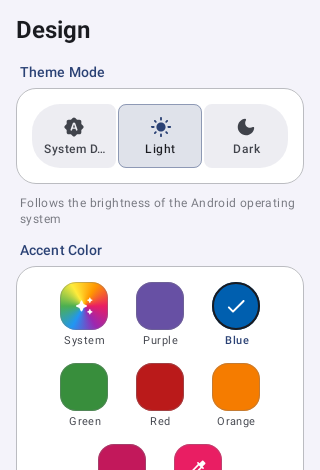 Design
Theme Mode
System D...
Light
Dark
Follows the brightness of the Android operating
system
Accent Color
System
Purple
Blue
Green
Red
Orange